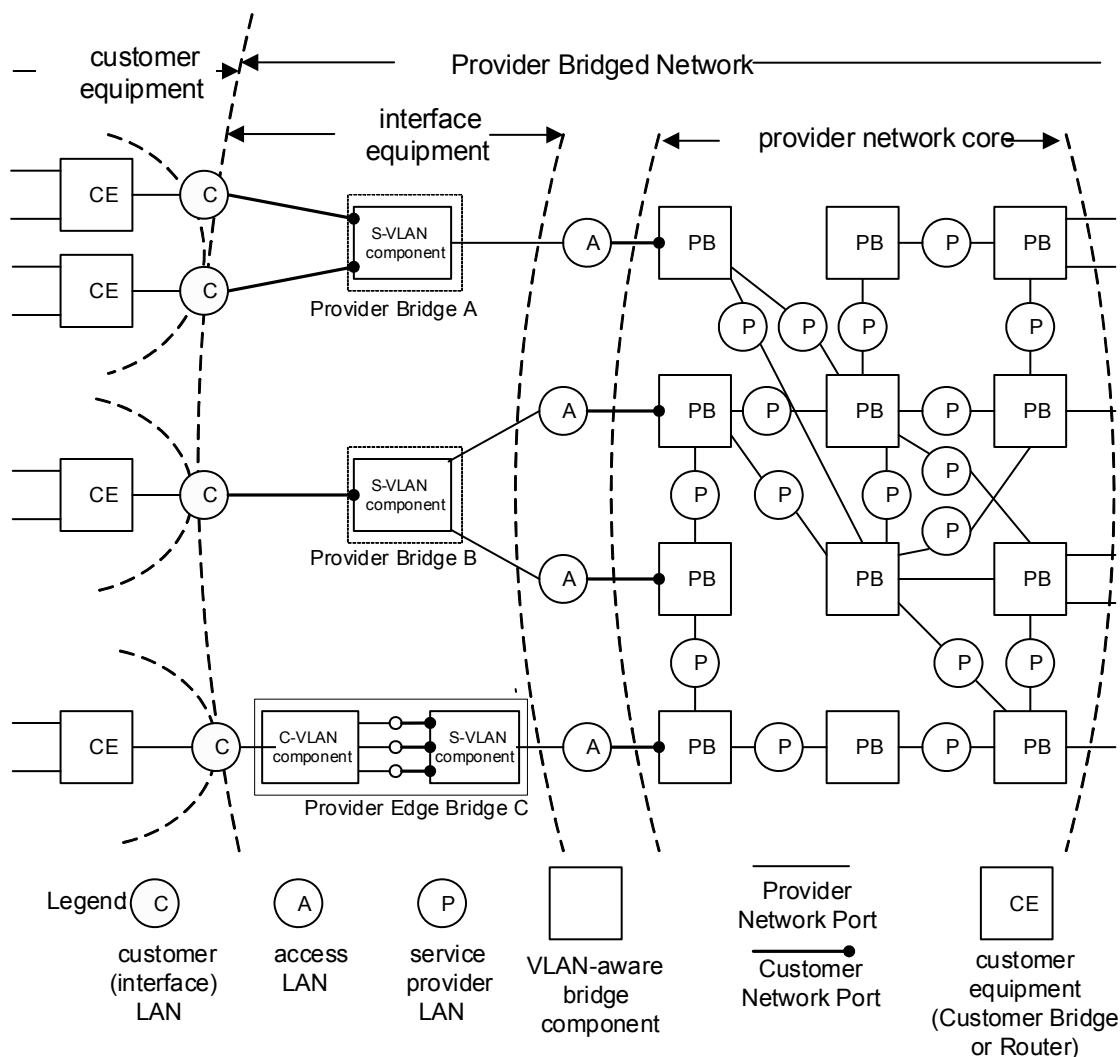 customer
equipment
Provider Bridged Network
interface
equipment
provider network core
CE
C
S-VLAN
component
A
PB
PB
P
PB
CE
C
Provider Bridge A
P
P
P
P
A
PB
P
PB
P
PB
CE
C
S-VLAN
component
P
P
P
P
P
Provider Bridge B
A
PB
PB
PB
P
P
P
CE
C
C-VLAN
component
S-VLAN
component
A
PB
P
PB
P
PB
Provider Edge Bridge C
Legend
C
A
P
CE
customer
(interface)
LAN
access
LAN
service
provider
LAN
VLAN-aware
bridge
component
Provider
Network Port
Customer
Network Port
customer
equipment
(Customer Bridge
or Router)